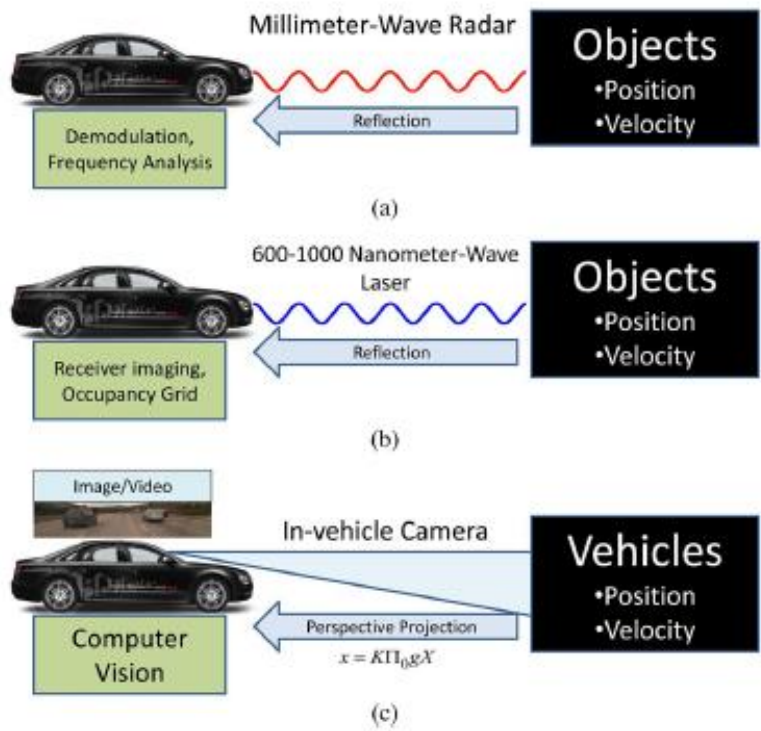 Millimeter-Wave Radar
Objects
•Position
•Velocity
Reflection
Demodulation,
Frequency Analysis
(a)
600-1000 Nanometer-Wave
Laser
Objects
•Position
•Velocity
Reflection
Receiver imaging,
Occupancy Grid
(b)
Image/Video
In-vehicle Camera
Vehicles
•Position
•Velocity
Perspective Projection
x = KΠ₀gX
Computer
Vision
(c)